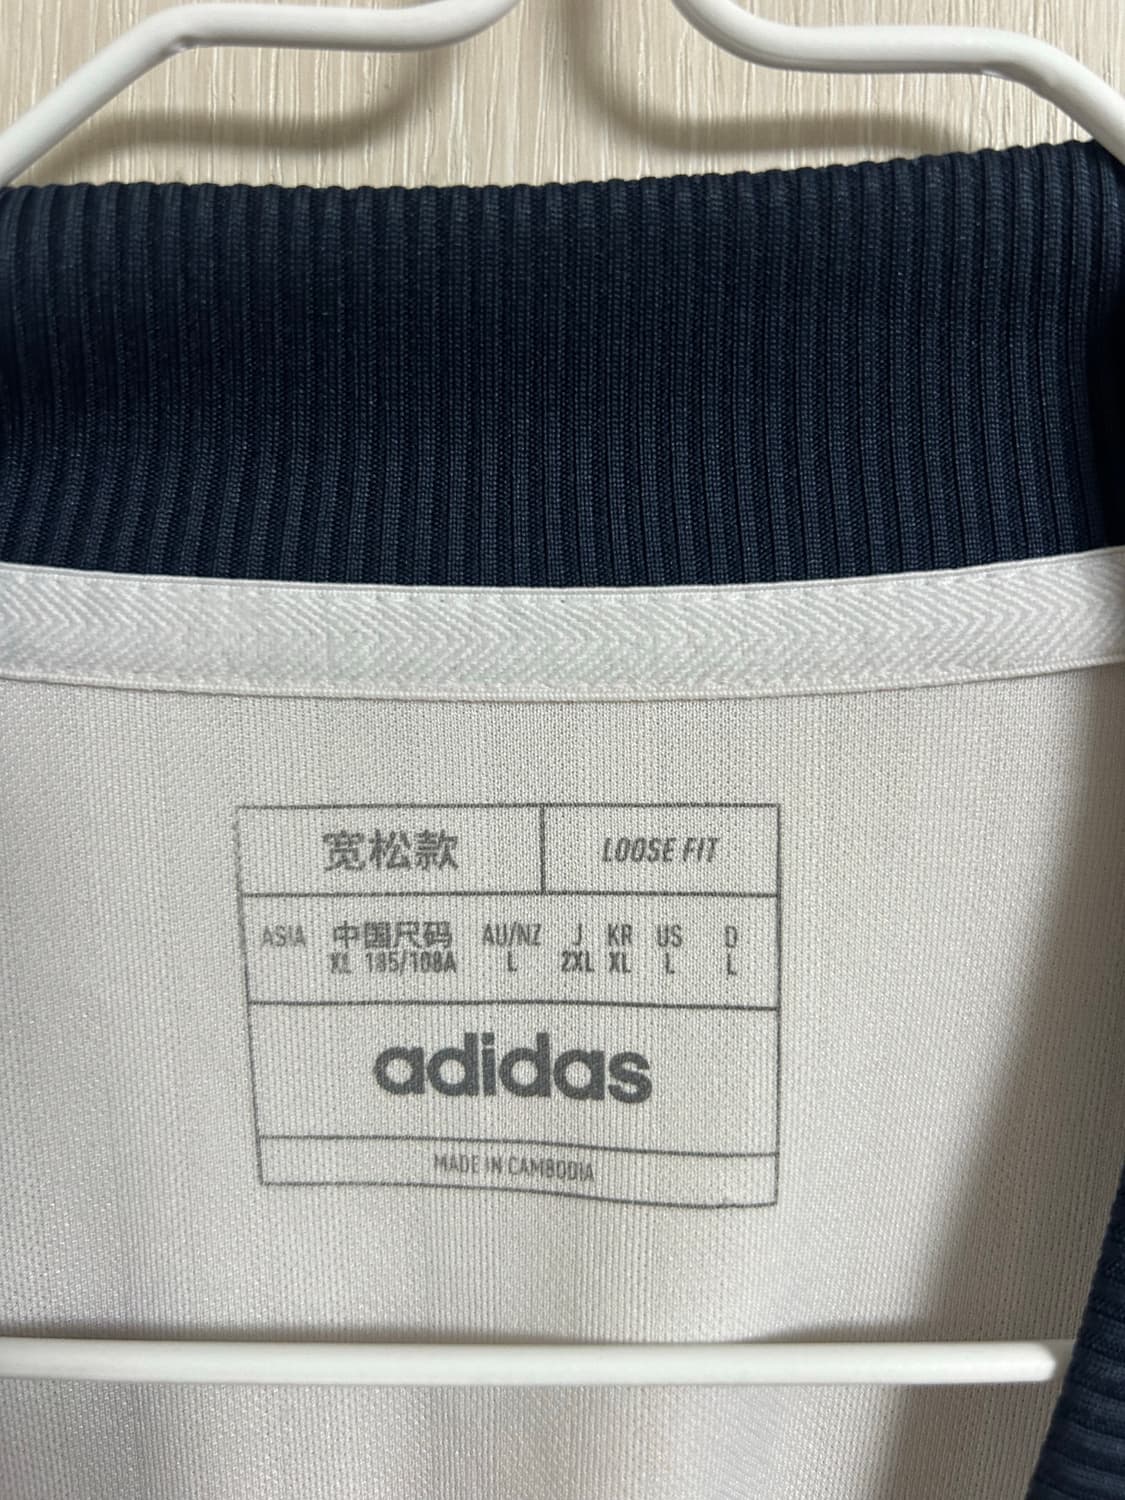 宽松款 LOOSE FIT
ASIA 中国尺码 AU/NZ J KR US D
XL 185/108A L 2XL XL L L
adidas
MADE IN CAMBODIA